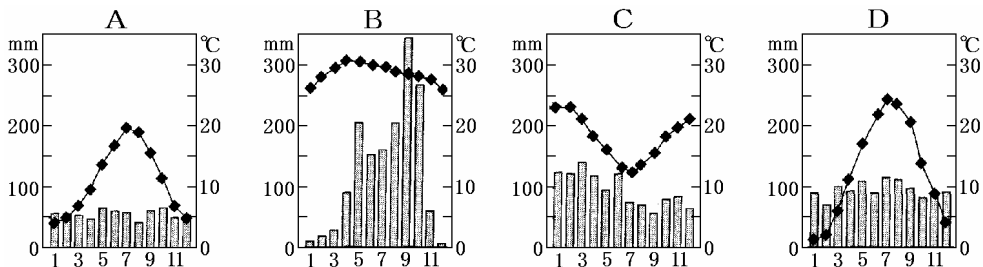 A B C D
mm ℃ mm ℃ mm ℃ mm ℃
300 30 300 30 300 30 300 30
200 20 200 20 200 20 200 20
100 10 100 10 100 10 100 10
0 0 0 0 0 0 0 0
1 3 5 7 9 11 1 3 5 7 9 11 1 3 5 7 9 11 1 3 5 7 9 11